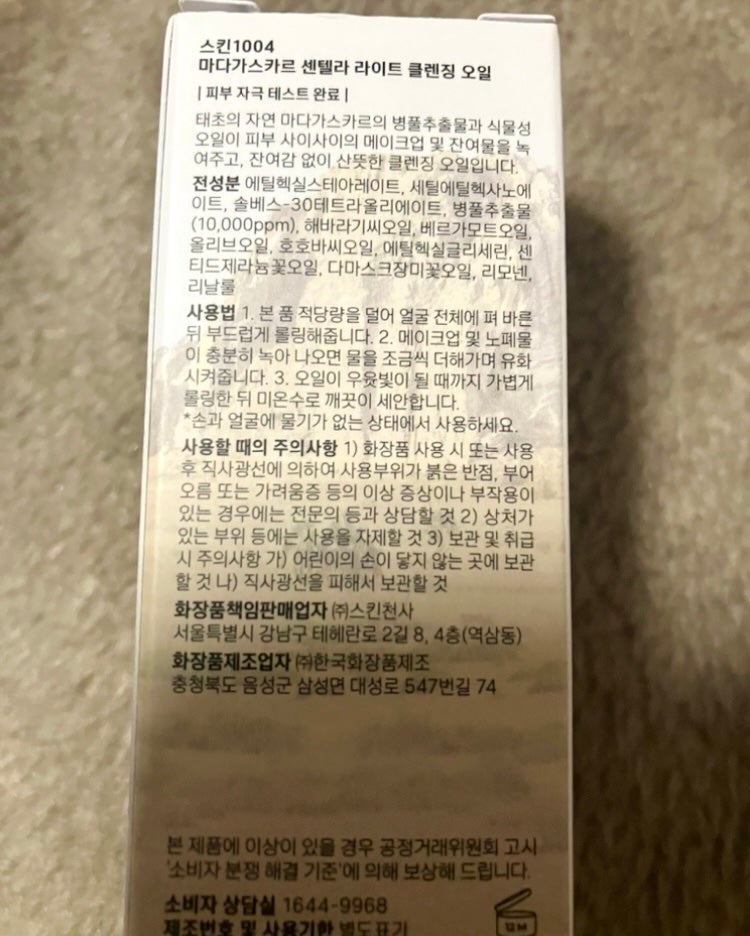 스킨1004
마다가스카르 센텔라 라이트 클렌징 오일
| 피부 자극 테스트 완료 |
태초의 자연 마다가스카르의 병풀추출물과 식물성
오일이 피부 사이사이의 메이크업 및 잔여물을 녹
여주고, 잔여감 없이 산뜻한 클렌징 오일입니다.
전성분 에틸헥실스테아레이트, 세틸에틸헥사노에
이트, 솔베스-30테트라올리에이트, 병풀추출물
(10,000ppm), 해바라기씨오일, 베르가모트오일,
올리브오일, 호호바씨오일, 에틸헥실글리세린, 센
티드제라늄꽃오일, 다마스크장미꽃오일, 리모넨,
리날룰
사용법 1. 본 품 적당량을 덜어 얼굴 전체에 펴 바른
뒤 부드럽게 롤링해줍니다. 2. 메이크업 및 노폐물
이 충분히 녹아 나오면 물을 조금씩 더해가며 유화
시켜줍니다. 3. 오일이 우윳빛이 될 때까지 가볍게
롤링한 뒤 미온수로 깨끗이 세안합니다.
*손과 얼굴에 물기가 없는 상태에서 사용하세요.
사용할 때의 주의사항 1) 화장품 사용 시 또는 사용
후 직사광선에 의하여 사용부위가 붉은 반점, 부어
오름 또는 가려움증 등의 이상 증상이나 부작용이
있는 경우에는 전문의 등과 상담할 것 2) 상처가
있는 부위 등에는 사용을 자제할 것 3) 보관 및 취급
시 주의사항 가) 어린이의 손이 닿지 않는 곳에 보관
할 것 나) 직사광선을 피해서 보관할 것
화장품책임판매업자 ㈜스킨천사
서울특별시 강남구 테헤란로 2길 8, 4층(역삼동)
화장품제조업자 ㈜한국화장품제조
충청북도 음성군 삼성면 대성로 547번길 74
본 제품에 이상이 있을 경우 공정거래위원회 고시
'소비자 분쟁 해결 기준'에 의해 보상해 드립니다.
소비자 상담실 1644-9968
제조번호 및 사용기한 별도표기
12M